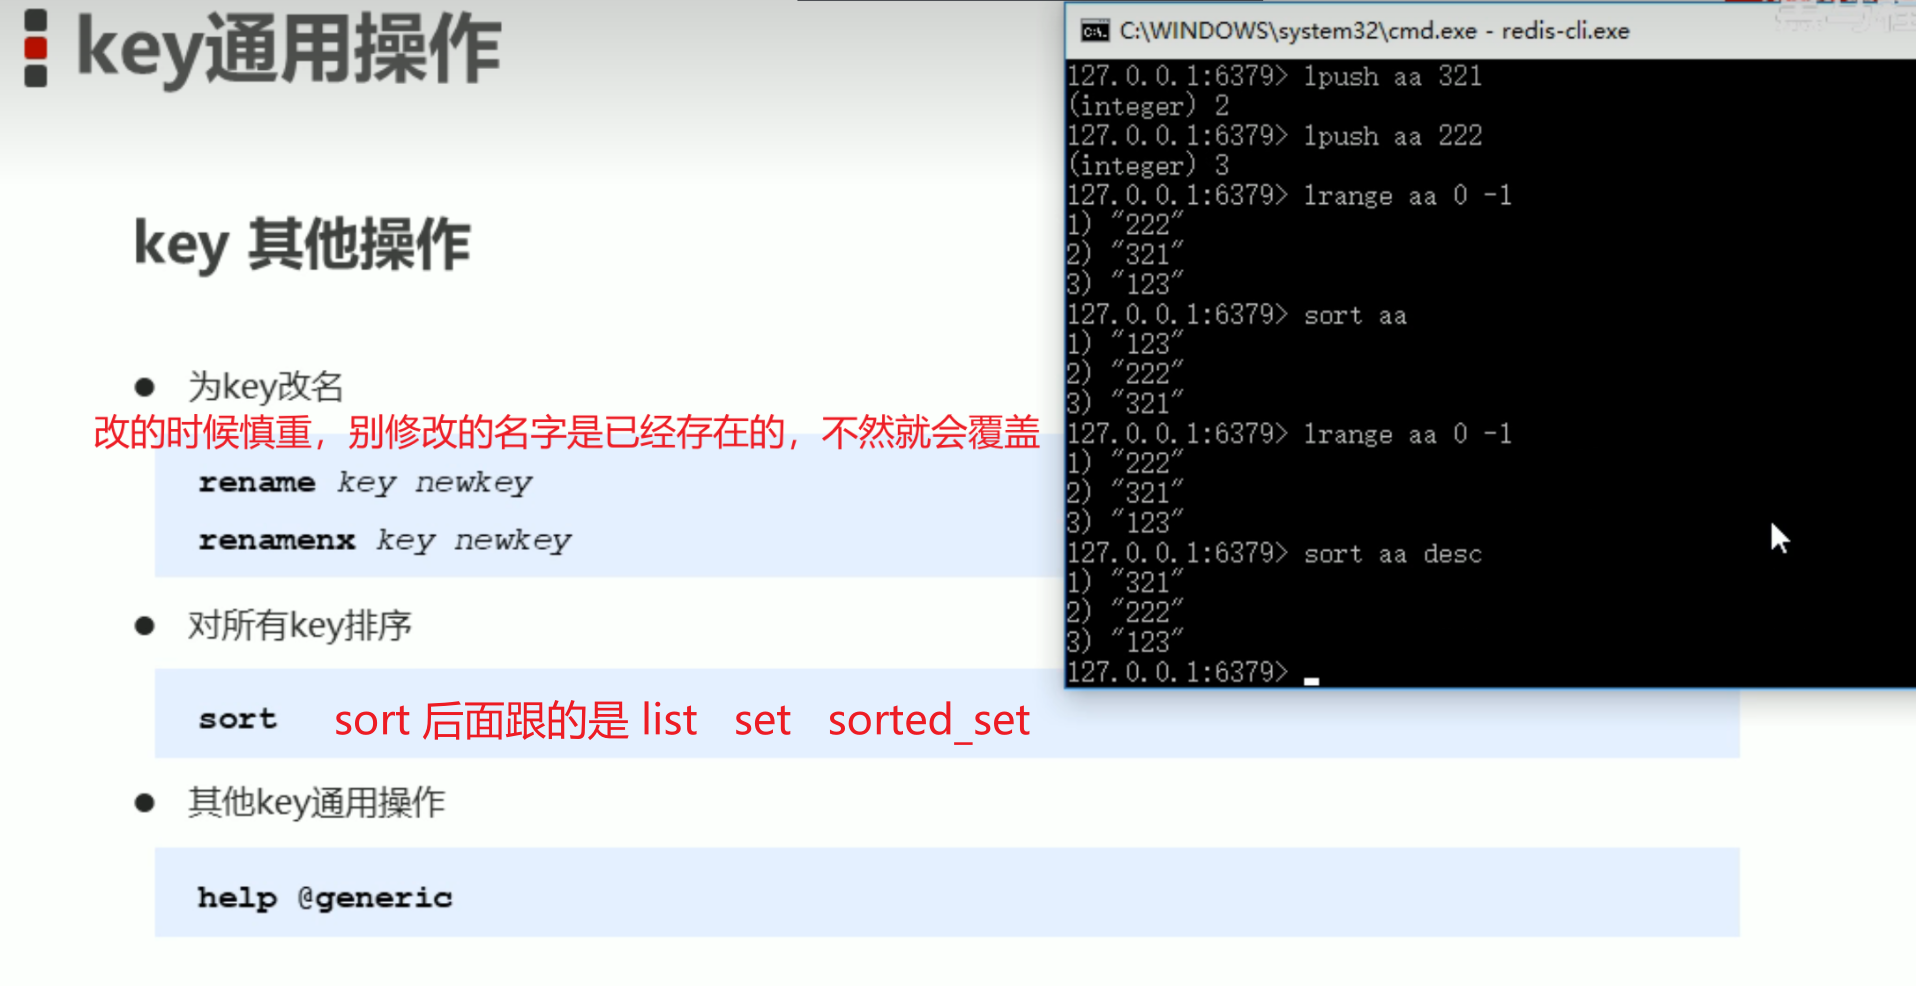 key通用操作
key 其他操作
为key改名
改的时候慎重，别修改的名字是已经存在的，不然就会覆盖
rename key newkey
renamenx key newkey
对所有key排序
sort sort 后面跟的是 list set sorted_set
其他key通用操作
help @generic
C:\WINDOWS\system32\cmd.exe - redis-cli.exe
127.0.0.1:6379> lpush aa 321
(integer) 2
127.0.0.1:6379> lpush aa 222
(integer) 3
127.0.0.1:6379> lrange aa 0 -1
1) "222"
2) "321"
3) "123"
127.0.0.1:6379> sort aa
1) "123"
2) "222"
3) "321"
127.0.0.1:6379> lrange aa 0 -1
1) "222"
2) "321"
3) "123"
127.0.0.1:6379> sort aa desc
1) "321"
2) "222"
3) "123"
127.0.0.1:6379>